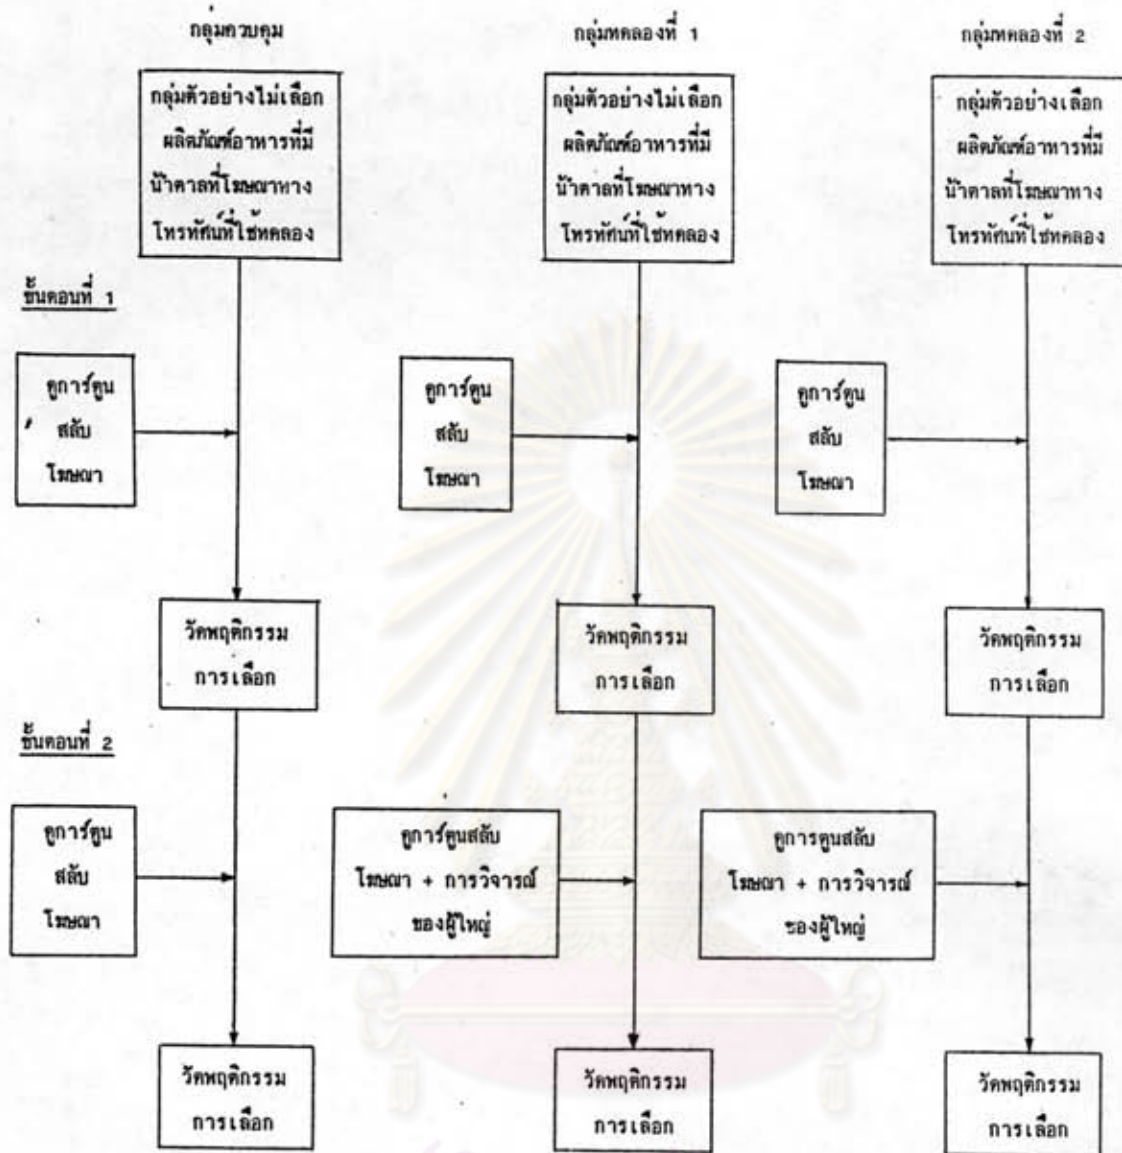 กลุ่มควบคุม
กลุ่มทดลองที่ 1
กลุ่มทดลองที่ 2
กลุ่มตัวอย่างไม่เลือก
ผลิตภัณฑ์อาหารที่มี
น้ำตาลที่โฆษณาทาง
โทรทัศน์ที่ใช้ทดลอง
กลุ่มตัวอย่างไม่เลือก
ผลิตภัณฑ์อาหารที่มี
น้ำตาลที่โฆษณาทาง
โทรทัศน์ที่ใช้ทดลอง
กลุ่มตัวอย่างเลือก
ผลิตภัณฑ์อาหารที่มี
น้ำตาลที่โฆษณาทาง
โทรทัศน์ที่ใช้ทดลอง
ขั้นตอนที่ 1
ดูการ์ตูน
สลับ
โฆษณา
ดูการ์ตูน
สลับ
โฆษณา
ดูการ์ตูน
สลับ
โฆษณา
วัดพฤติกรรม
การเลือก
วัดพฤติกรรม
การเลือก
วัดพฤติกรรม
การเลือก
ขั้นตอนที่ 2
ดูการ์ตูน
สลับ
โฆษณา
ดูการ์ตูนสลับ
โฆษณา + การวิจารณ์
ของผู้ใหญ่
ดูการตูนสลับ
โฆษณา + การวิจารณ์
ของผู้ใหญ่
วัดพฤติกรรม
การเลือก
วัดพฤติกรรม
การเลือก
วัดพฤติกรรม
การเลือก